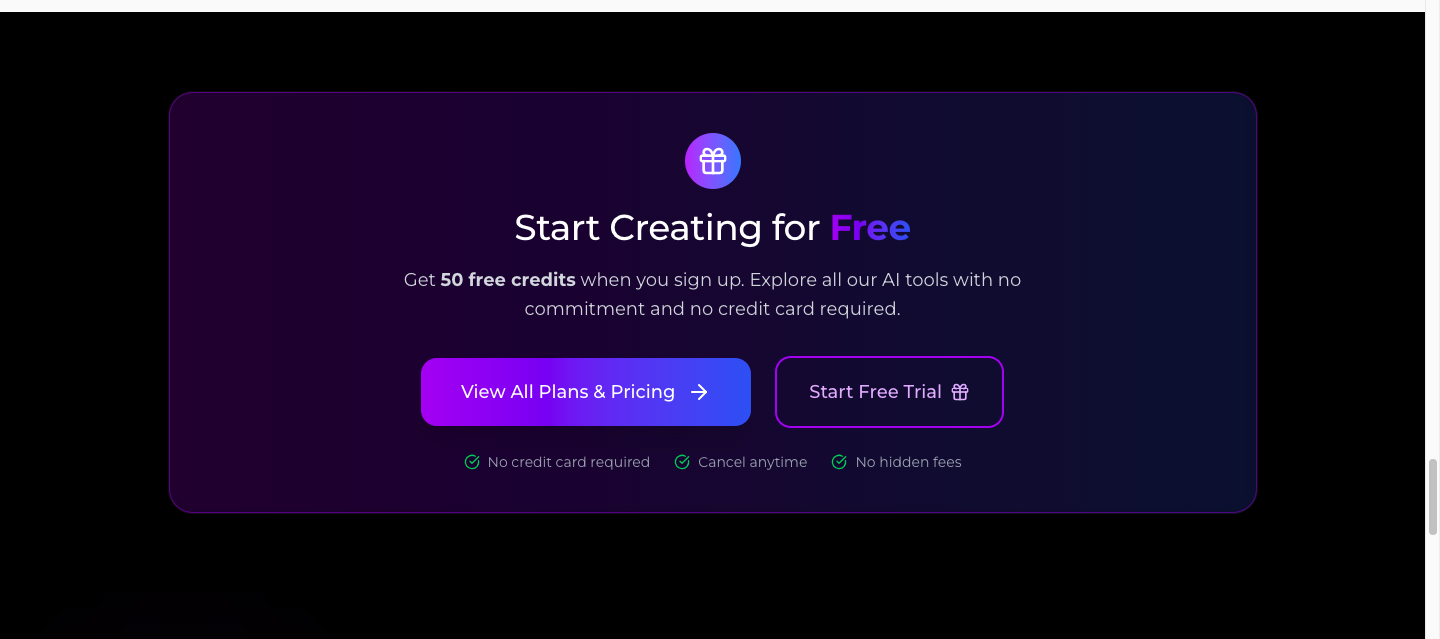 Start Creating for Free
Get 50 free credits when you sign up. Explore all our AI tools with no
commitment and no credit card required.
View All Plans & Pricing
Start Free Trial
No credit card required
Cancel anytime
No hidden fees